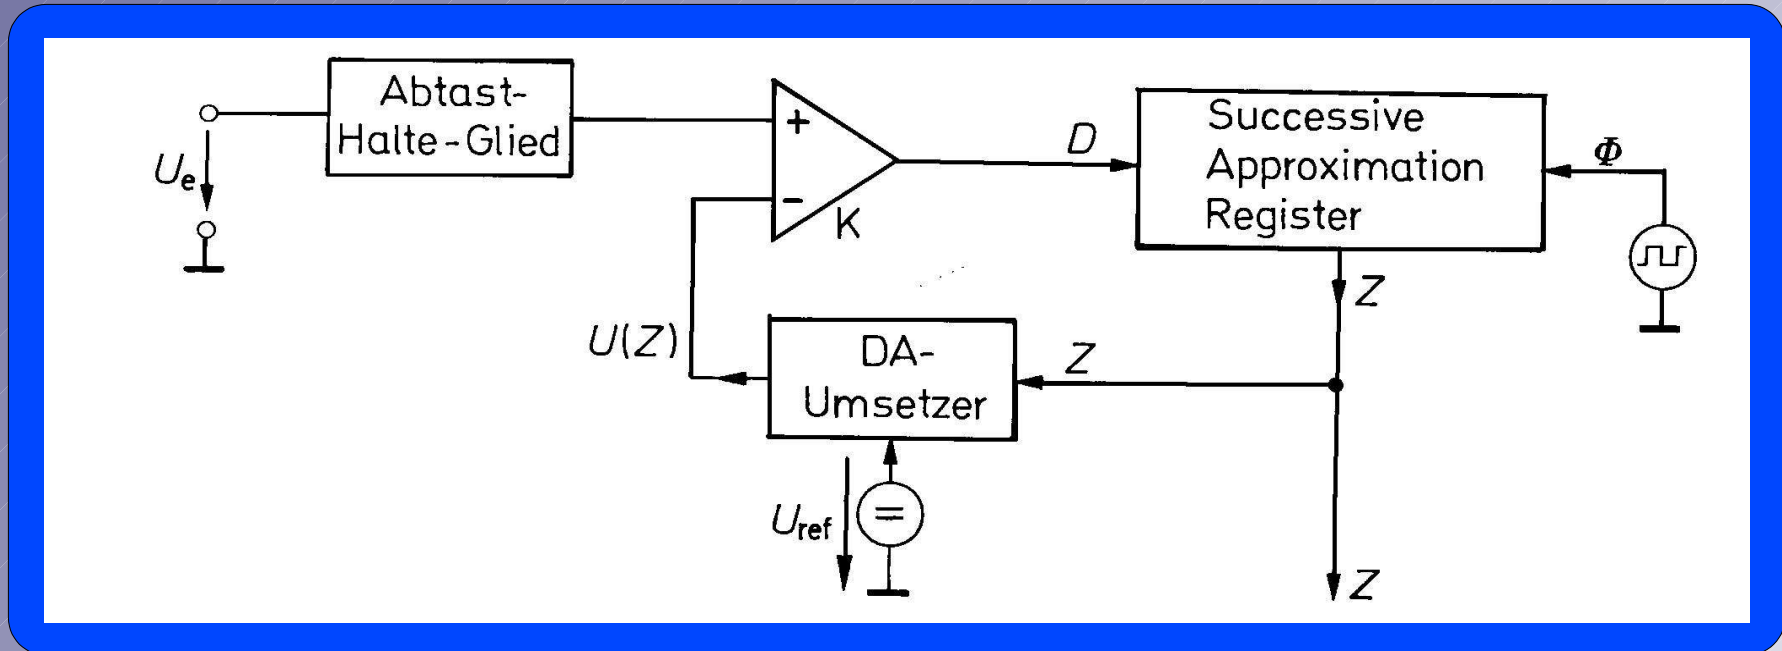 Abtast-
Halte-Glied
U_e
+
-
K
D
Successive
Approximation
Register
Φ
Z
U(Z)
DA-
Umsetzer
Z
U_ref
=
Z